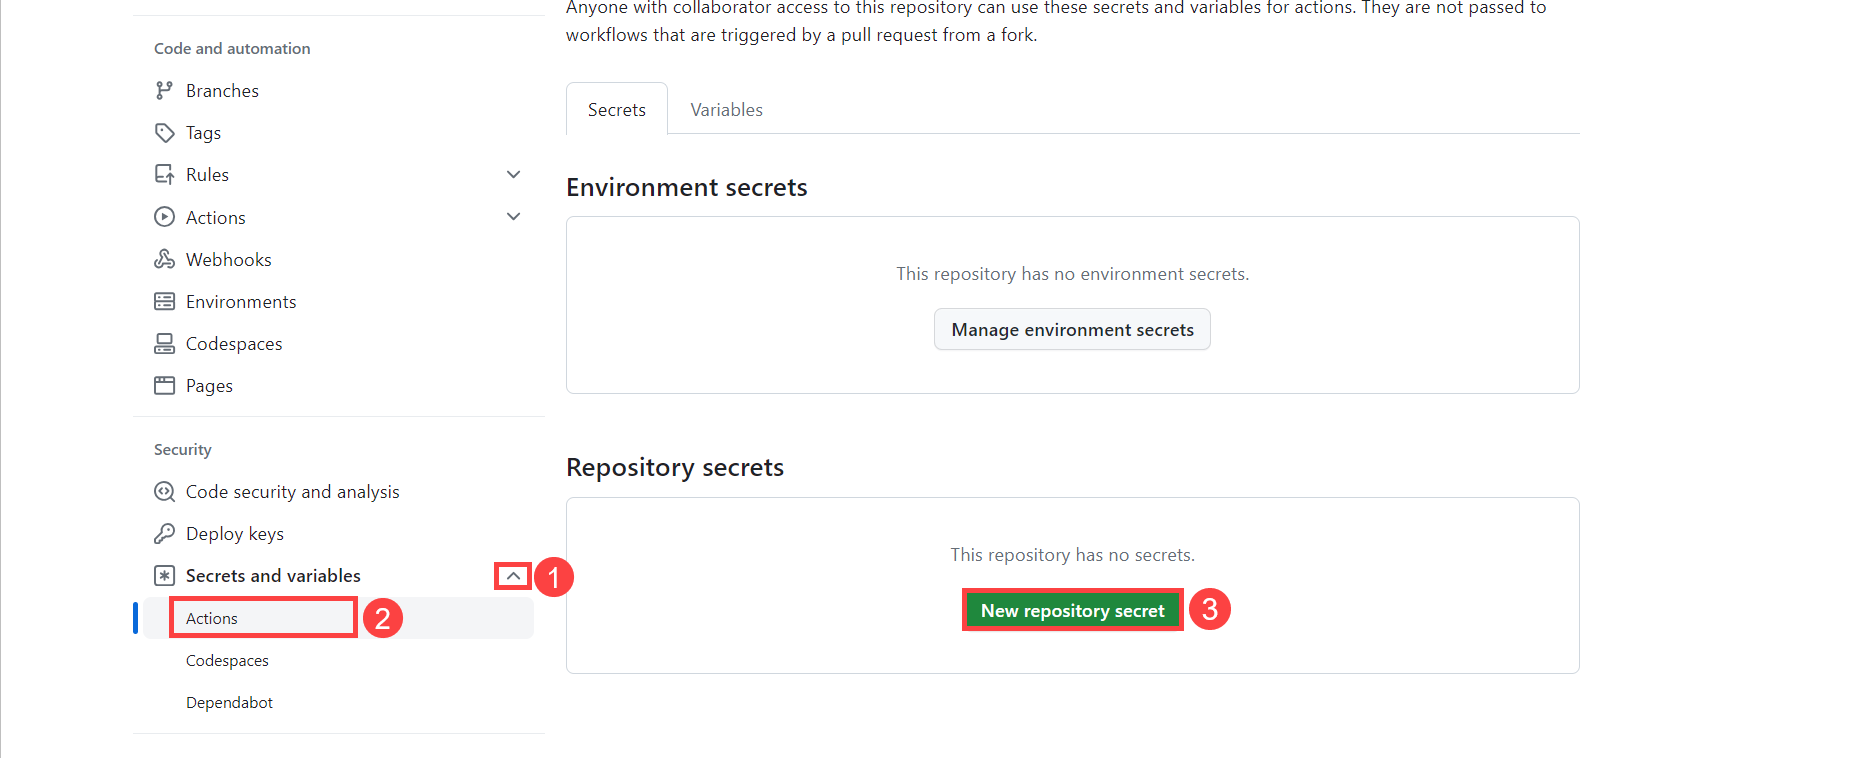 Anyone with collaborator access to this repository can use these secrets and variables for actions. They are not passed to
workflows that are triggered by a pull request from a fork.
Code and automation
Branches
Tags
Rules
Actions
Webhooks
Environments
Codespaces
Pages
Security
Code security and analysis
Deploy keys
Secrets and variables
1
Actions
2
Codespaces
Dependabot
Secrets
Variables
Environment secrets
This repository has no environment secrets.
Manage environment secrets
Repository secrets
This repository has no secrets.
New repository secret
3